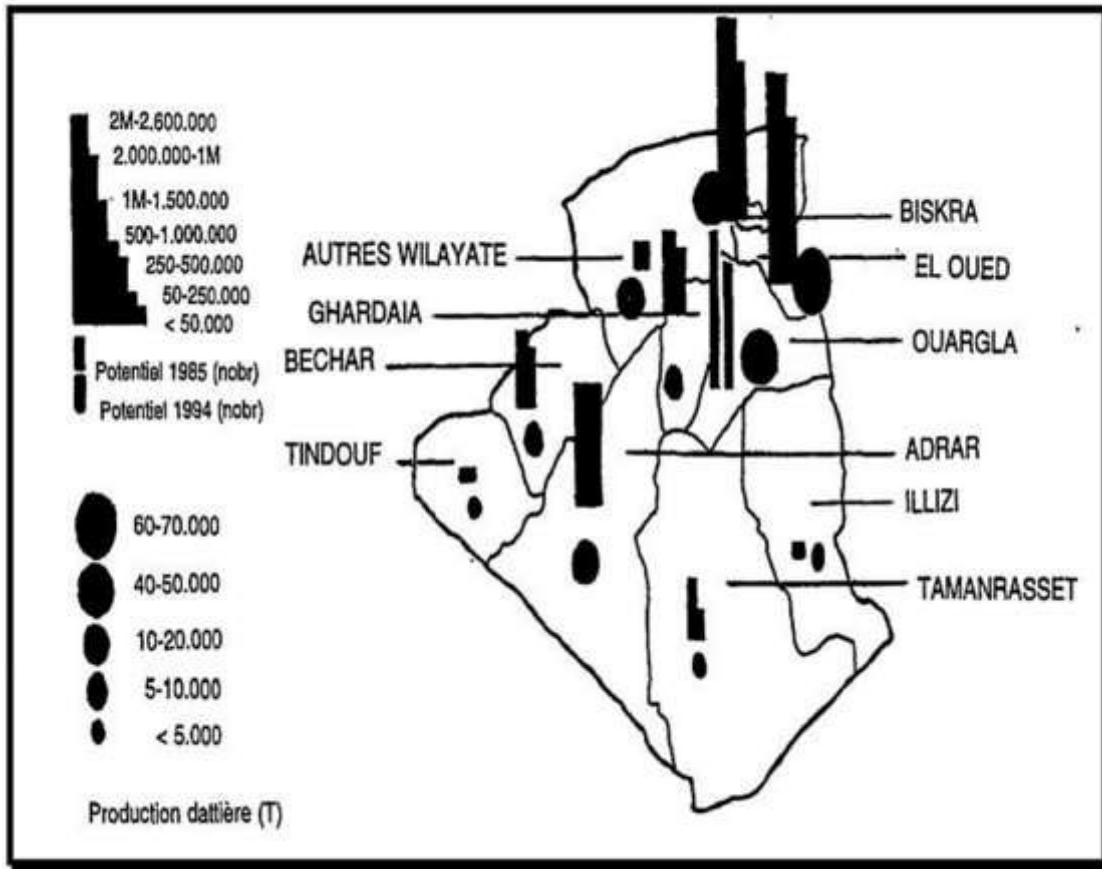 2M-2.600.000
2.000.000-1M
1M-1.500.000
500-1.000.000
250-500.000
50-250.000
< 50.000
Potentiel 1985 (nobr)
Potentiel 1994 (nobr)
60-70.000
40-50.000
10-20.000
5-10.000
< 5.000
Production dattière (T)
AUTRES WILAYATE
GHARDAIA
BECHAR
TINDOUF
BISKRA
EL OUED
OUARGLA
ADRAR
ILLIZI
TAMANRASSET